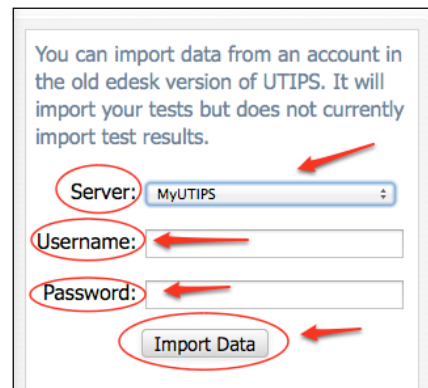 You can import data from an account in
the old edesk version of UTIPS. It will
import your tests but does not currently
import test results.
Server: MyUTIPS
Username:
Password:
Import Data